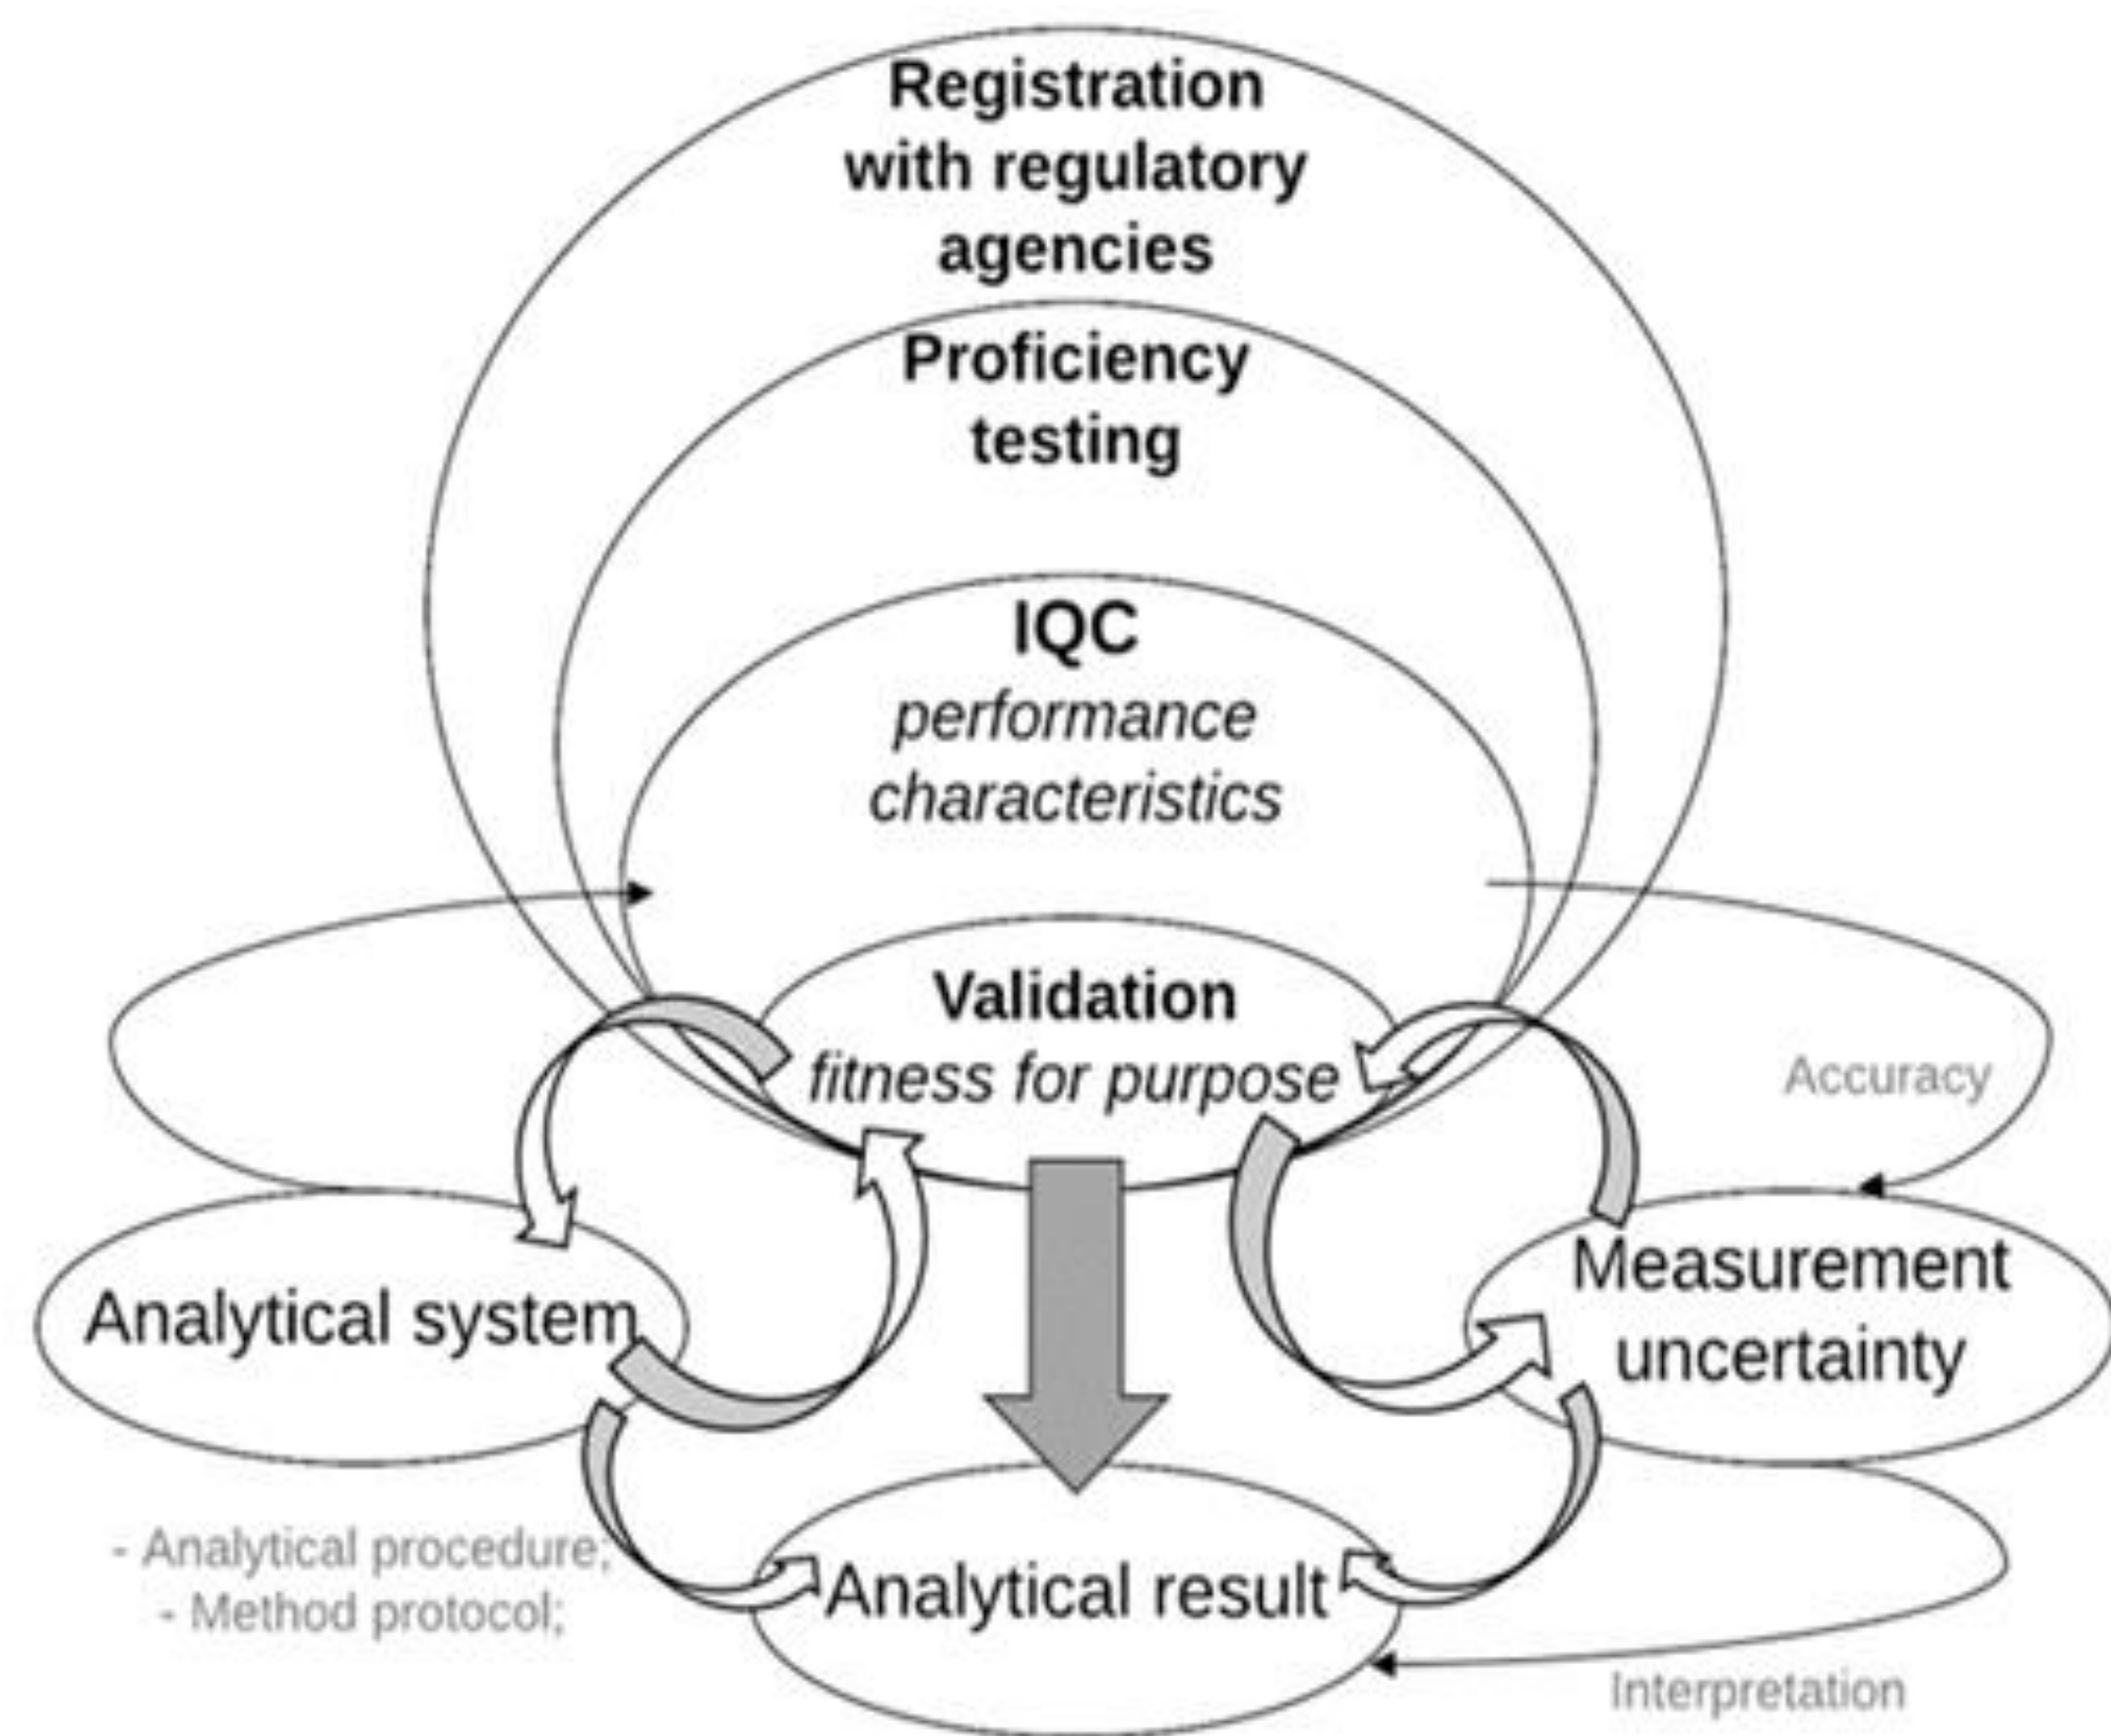 Registration
with regulatory
agencies
Proficiency
testing
IQC
performance
characteristics
Validation
fitness for purpose
Accuracy
Analytical system
Measurement
uncertainty
- Analytical procedure;
- Method protocol;
Analytical result
Interpretation